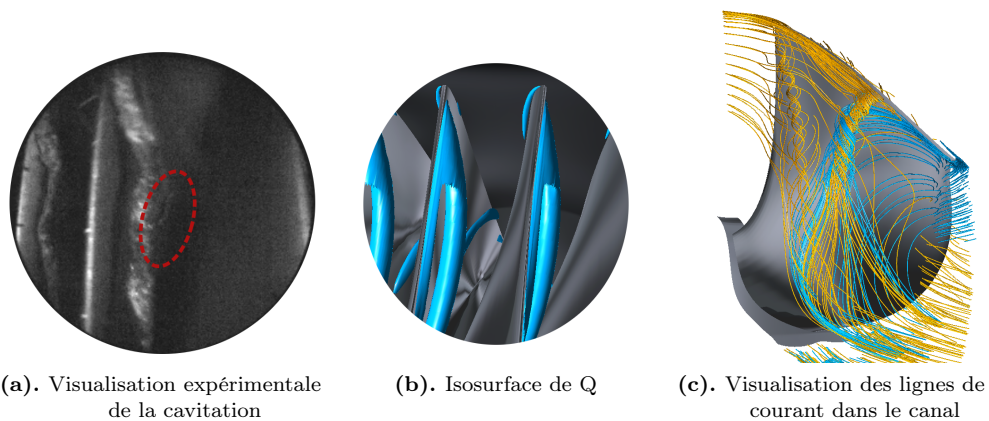 (a). Visualisation expérimentale
de la cavitation
(b). Isosurface de Q
(c). Visualisation des lignes de
courant dans le canal